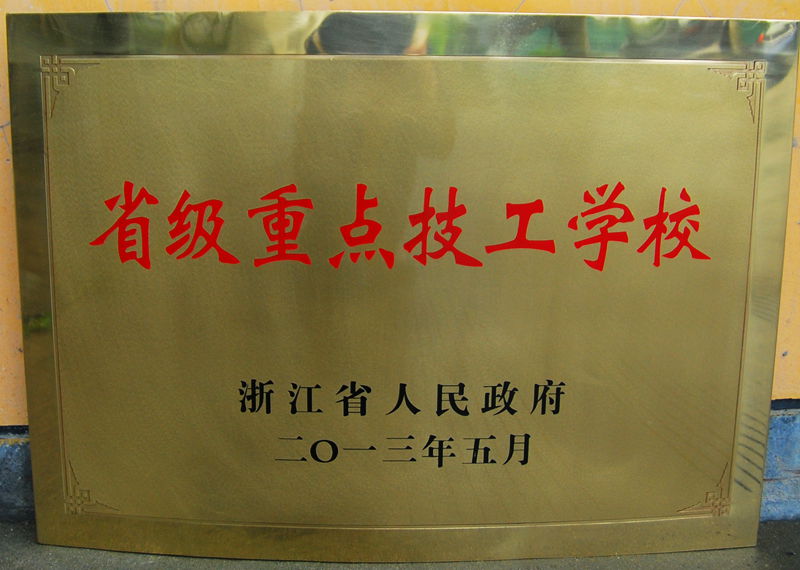 省级重点技工学校
浙江省人民政府
二〇一三年五月